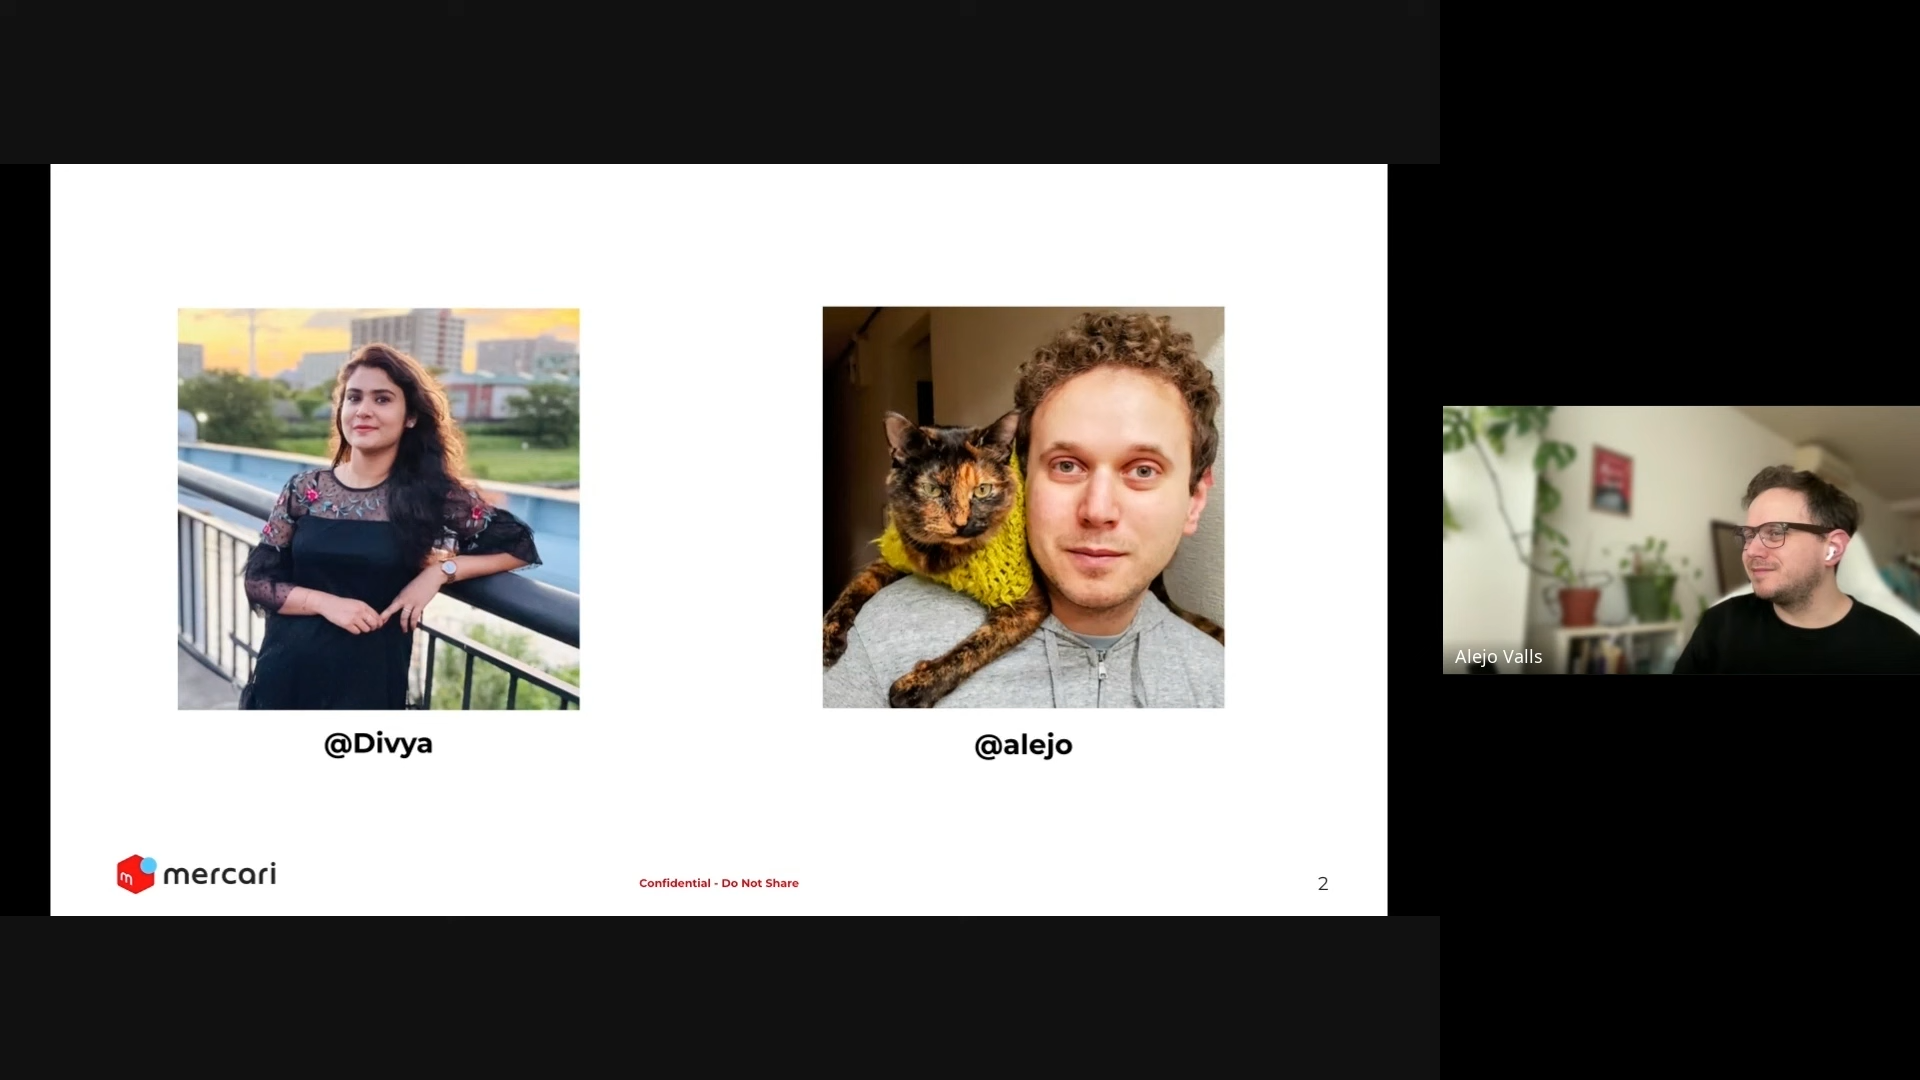 @Divya
@alejo
m
mercari
Confidential - Do Not Share
2
Alejo Valls